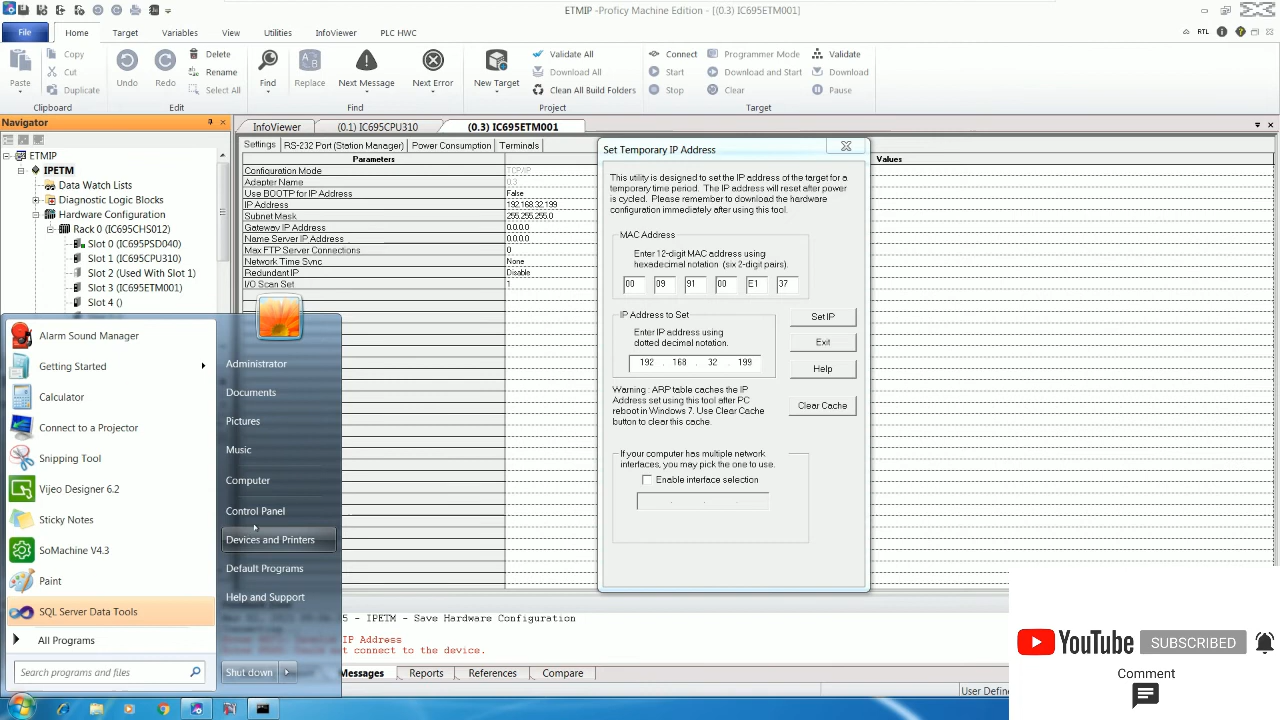 ETMIP - Proficy Machine Edition - [(0.3) IC695ETM001]
File Home Target Variables View Utilities InfoViewer PLC HWC
RTL
Paste Copy Cut Duplicate
Clipboard
Undo Redo Delete Rename Select All
Edit
Find Replace Next Message Next Error
Find
New Target Validate All Download All Clean All Build Folders
Project
Connect Start Stop Programmer Mode Download and Start Clear Validate Download Pause
Target
Navigator
InfoViewer (0.1) IC695CPU310 (0.3) IC695ETM001
ETMIP
IPETM
Data Watch Lists
Diagnostic Logic Blocks
Hardware Configuration
Rack 0 (IC695CHS012)
Slot 0 (IC695PSD040)
Slot 1 (IC695CPU310)
Slot 2 (Used With Slot 1)
Slot 3 (IC695ETM001)
Slot 4 ()
Settings RS-232 Port (Station Manager) Power Consumption Terminals
Parameters Values
Configuration Mode TCP/IP
Adapter Name 0.3
Use BOOTP for IP Address False
IP Address 192.168.32.199
Subnet Mask 255.255.255.0
Gateway IP Address 0.0.0.0
Name Server IP Address 0.0.0.0
Max FTP Server Connections 0
Network Time Sync None
Redundant IP Disable
I/O Scan Set 1
Set Temporary IP Address
This utility is designed to set the IP address of the target for a
temporary time period. The IP address will reset after power
is cycled. Please remember to download the hardware
configuration immediately after using this tool.
MAC Address
Enter 12-digit MAC address using
hexadecimal notation (six 2-digit pairs).
00 09 91 00 E1 37
IP Address to Set
Enter IP address using
dotted decimal notation.
192 . 168 . 32 . 199
Set IP
Exit
Help
Clear Cache
Warning : ARP table caches the IP
Address set using this tool after PC
reboot in Windows 7. Use Clear Cache
button to clear this cache.
If your computer has multiple network
interfaces, you may pick the one to use.
Enable interface selection
Alarm Sound Manager
Getting Started
Calculator
Connect to a Projector
Snipping Tool
Vijeo Designer 6.2
Sticky Notes
SoMachine V4.3
Paint
SQL Server Data Tools
All Programs
Search programs and files
Administrator
Documents
Pictures
Music
Computer
Control Panel
Devices and Printers
Default Programs
Help and Support
Shut down
- IPETM - Save Hardware Configuration
IP Address
connect to the device.
Messages Reports References Compare
User Defin
YouTube SUBSCRIBED
Comment